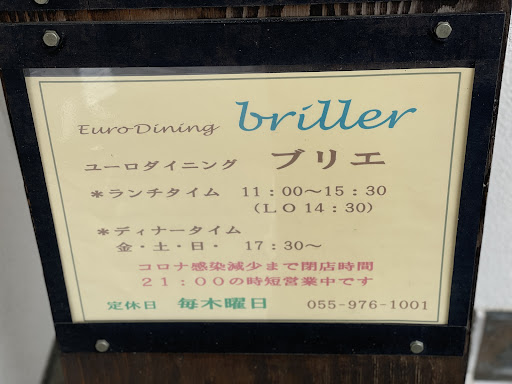 EuroDining briller
ユーロダイニング ブリエ
＊ランチタイム 11：00～15：30
（ＬＯ14：30）
＊ディナータイム
金・土・日・ 17：30～
コロナ感染減少まで閉店時間
２１：００の時短営業中です
定休日 毎木曜日 055-976-1001